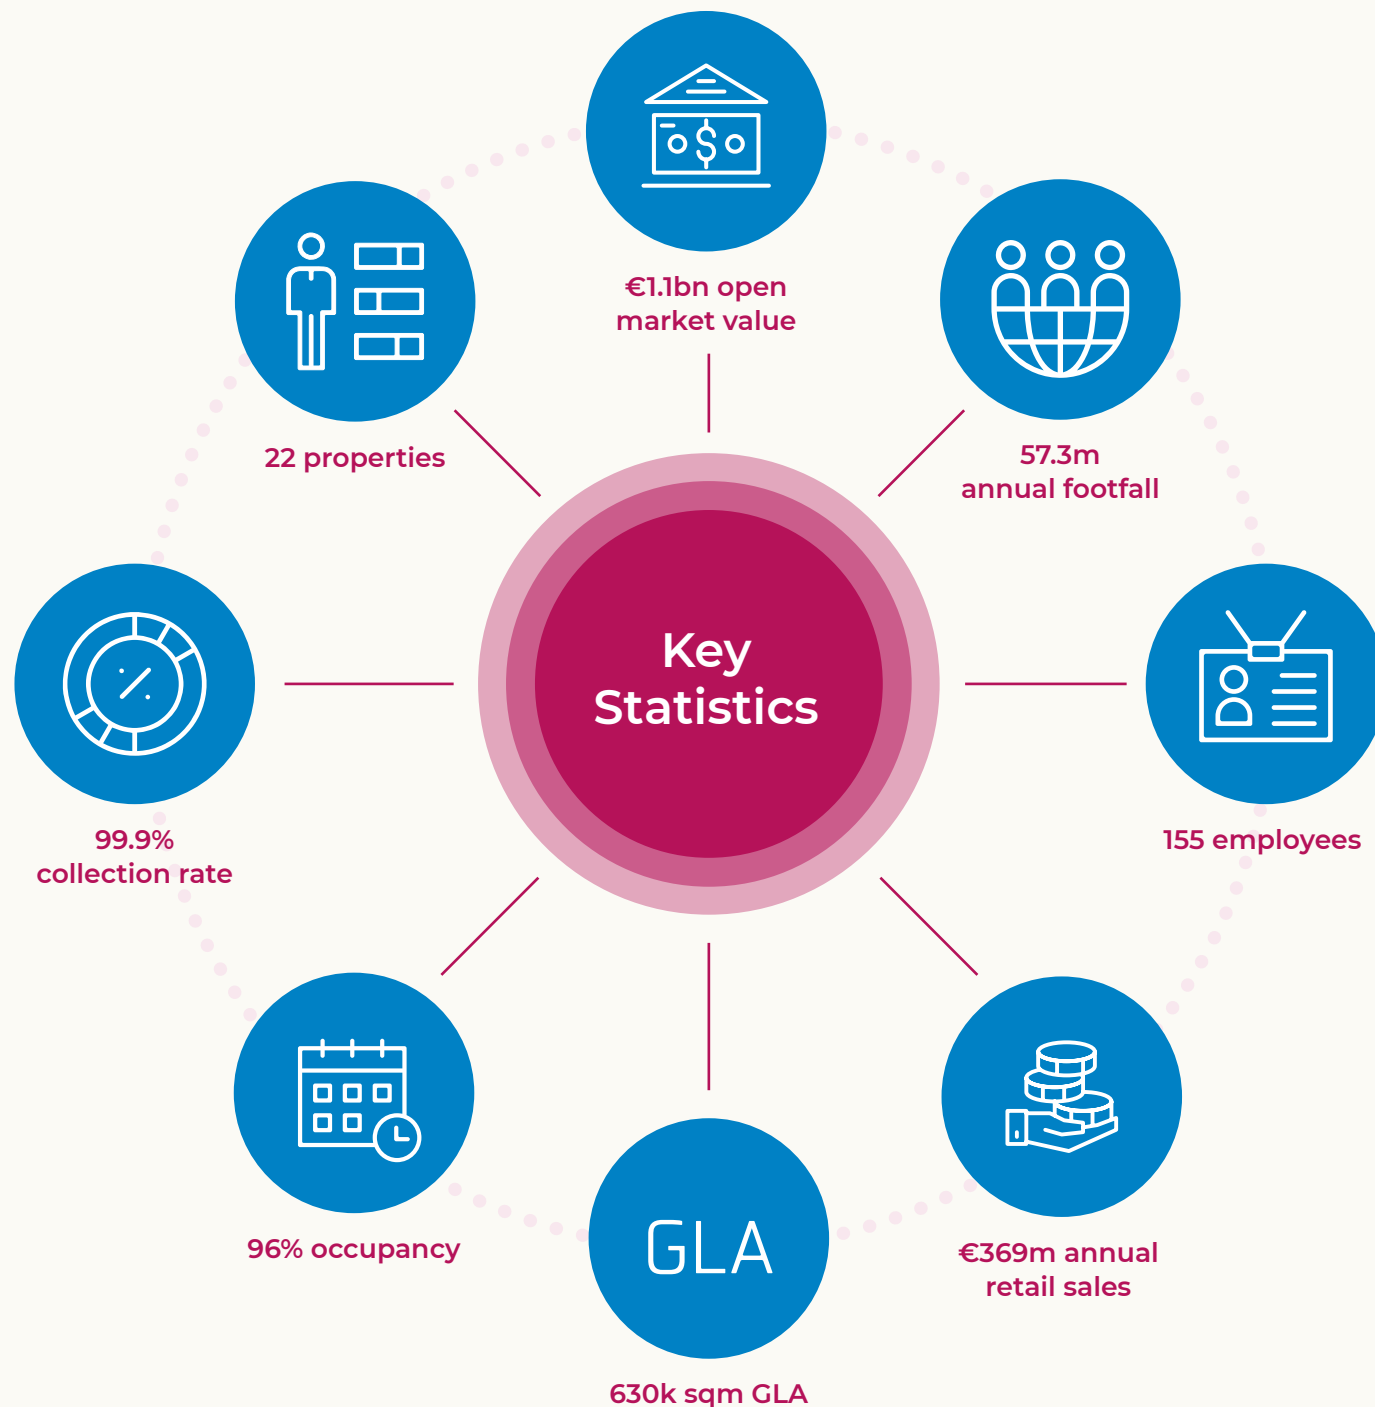 €1.1bn open
market value
22 properties
57.3m
annual footfall
Key
Statistics
99.9%
collection rate
155 employees
96% occupancy
GLA
€369m annual
retail sales
630k sqm GLA